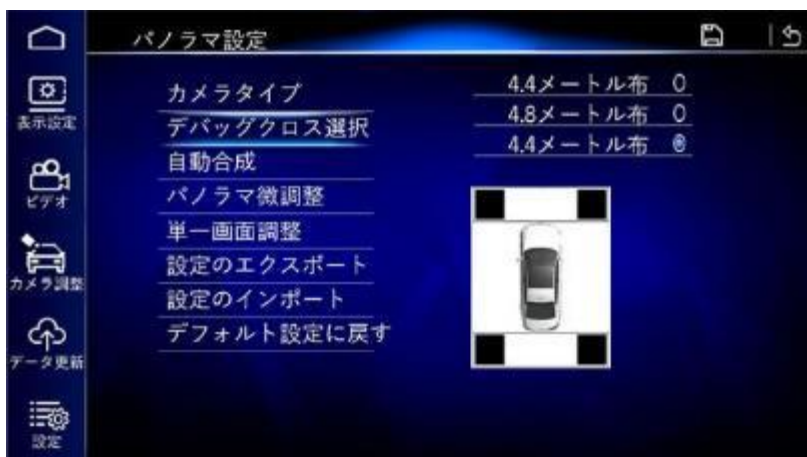 パノラマ設定
表示設定
ビデオ
カメラ調整
データ更新
設定
カメラタイプ
デバッグクロス選択
自動合成
パノラマ微調整
単一画面調整
設定のエクスポート
設定のインポート
デフォルト設定に戻す
4.4メートル布
4.8メートル布
4.4メートル布